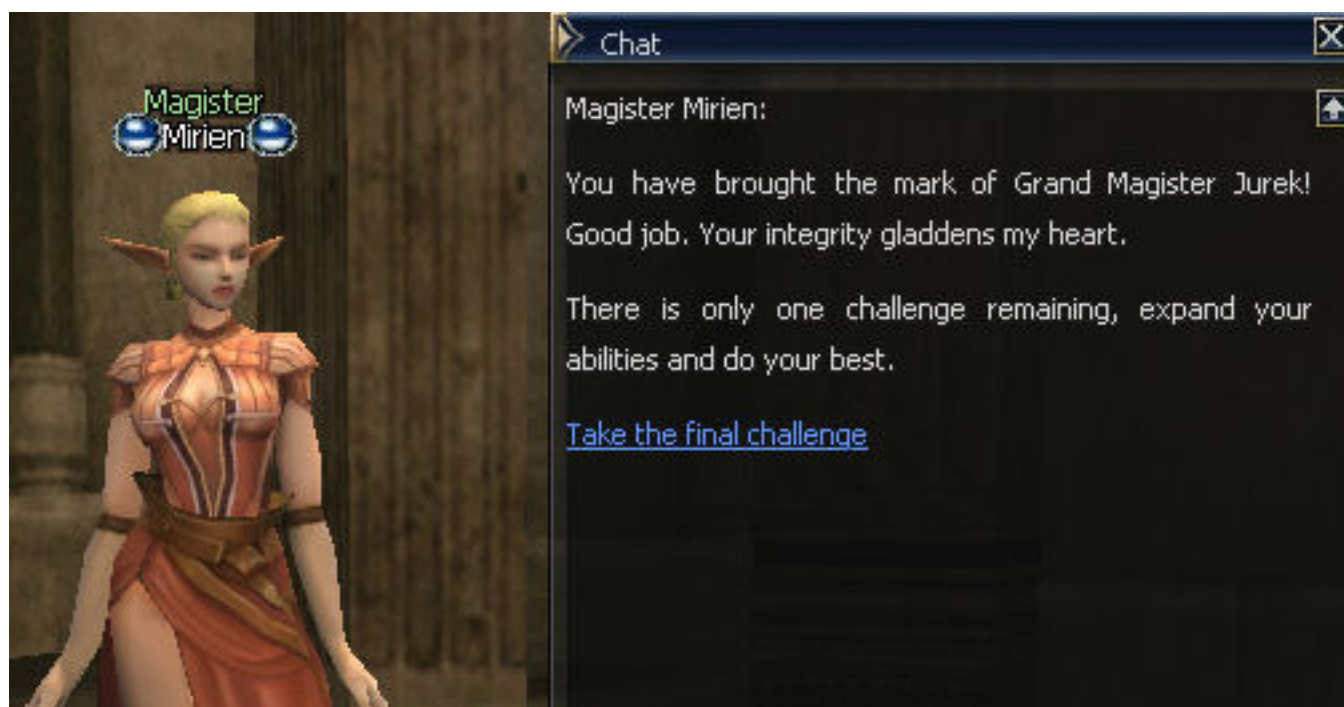 Magister
Mirien
Chat
Magister Mirien:
You have brought the mark of Grand Magister Jurek!
Good job. Your integrity gladdens my heart.
There is only one challenge remaining, expand your
abilities and do your best.
Take the final challenge